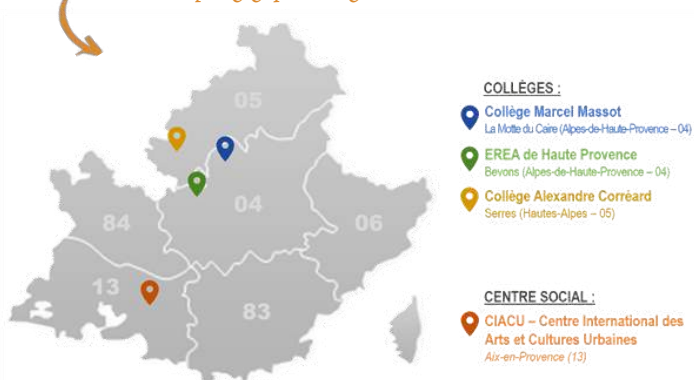 05
04
84
06
13
83
COLLÈGES :
Collège Marcel Massot
La Motte du Caire (Alpes-de-Haute-Provence – 04)
EREA de Haute Provence
Bevons (Alpes-de-Haute-Provence – 04)
Collège Alexandre Corréard
Serres (Hautes-Alpes – 05)
CENTRE SOCIAL :
CIACU – Centre International des
Arts et Cultures Urbaines
Aix-en-Provence (13)